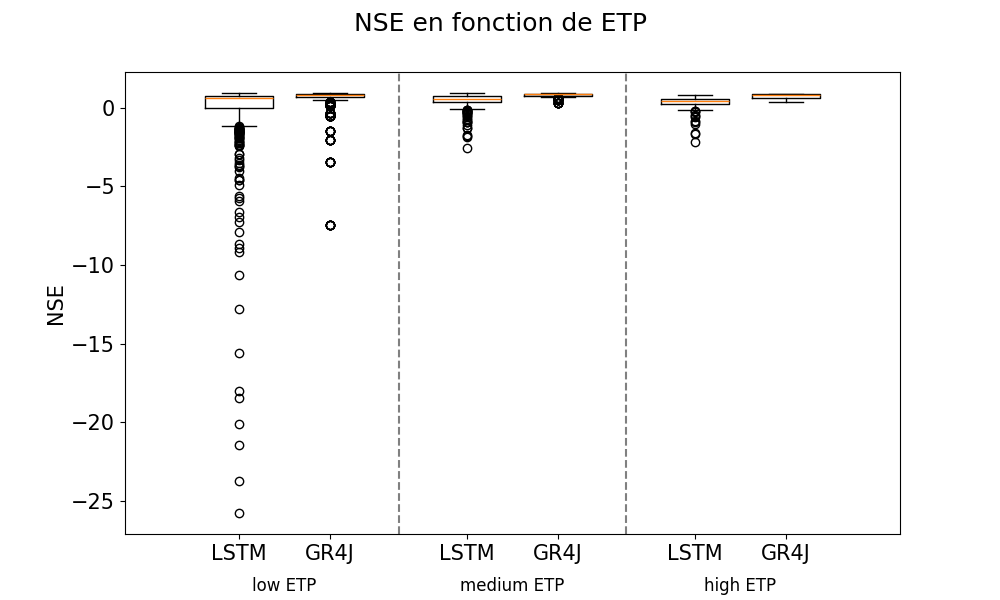 NSE en fonction de ETP
NSE
0
−5
−10
−15
−20
−25
LSTM GR4J LSTM GR4J LSTM GR4J
low ETP medium ETP high ETP